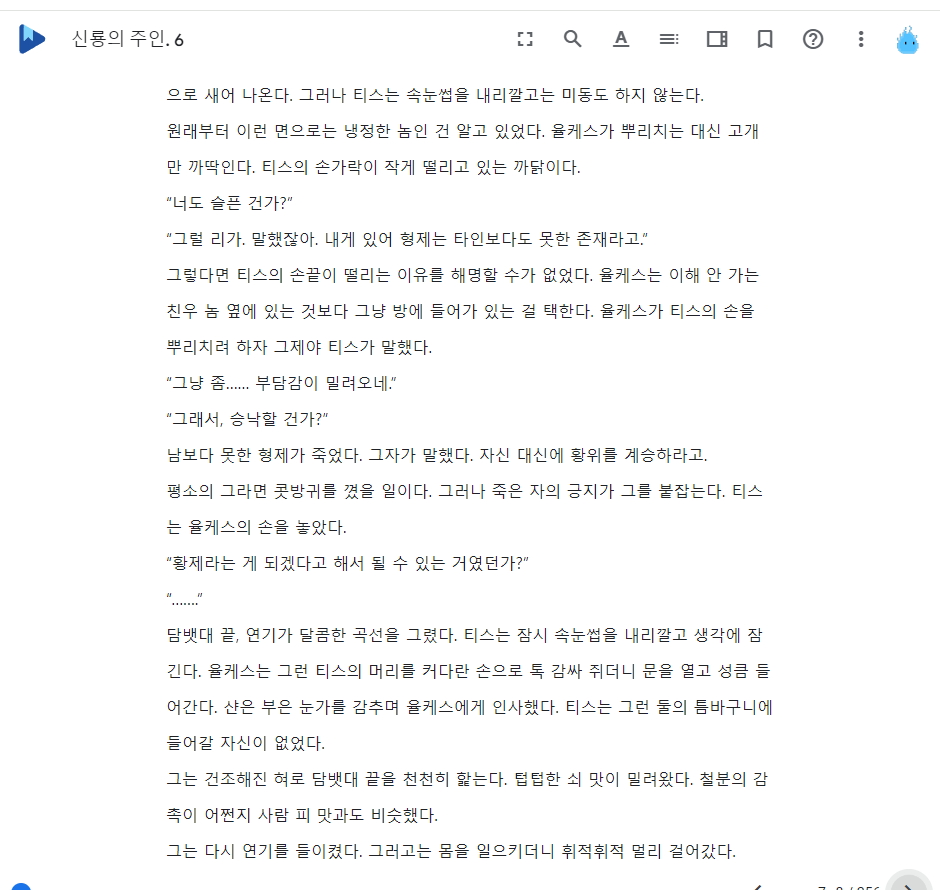 신룡의 주인. 6
으로 새어 나온다. 그러나 티스는 속눈썹을 내리깔고는 미동도 하지 않는다.
원래부터 이런 면으로는 냉정한 놈인 건 알고 있었다. 율케스가 뿌리치는 대신 고개
만 까딱인다. 티스의 손가락이 작게 떨리고 있는 까닭이다.
“너도 슬픈 건가?”
“그럴 리가. 말했잖아. 내게 있어 형제는 타인보다도 못한 존재라고.”
그렇다면 티스의 손끝이 떨리는 이유를 해명할 수가 없었다. 율케스는 이해 안 가는
친우 놈 옆에 있는 것보다 그냥 방에 들어가 있는 걸 택한다. 율케스가 티스의 손을
뿌리치려 하자 그제야 티스가 말했다.
“그냥 좀…… 부담감이 밀려오네.”
“그래서, 승낙할 건가?”
남보다 못한 형제가 죽었다. 그자가 말했다. 자신 대신에 황위를 계승하라고.
평소의 그라면 콧방귀를 꼈을 일이다. 그러나 죽은 자의 긍지가 그를 붙잡는다. 티스
는 율케스의 손을 놓았다.
“황제라는 게 되겠다고 해서 될 수 있는 거였던가?”
“…….”
담뱃대 끝, 연기가 달콤한 곡선을 그렸다. 티스는 잠시 속눈썹을 내리깔고 생각에 잠
긴다. 율케스는 그런 티스의 머리를 커다란 손으로 톡 감싸 쥐더니 문을 열고 성큼 들
어간다. 샨은 부은 눈가를 감추며 율케스에게 인사했다. 티스는 그런 둘의 틈바구니에
들어갈 자신이 없었다.
그는 건조해진 혀로 담뱃대 끝을 천천히 핥는다. 텁텁한 쇠 맛이 밀려왔다. 철분의 감
촉이 어쩐지 사람 피 맛과도 비슷했다.
그는 다시 연기를 들이켰다. 그러고는 몸을 일으키더니 휘적휘적 멀리 걸어갔다.